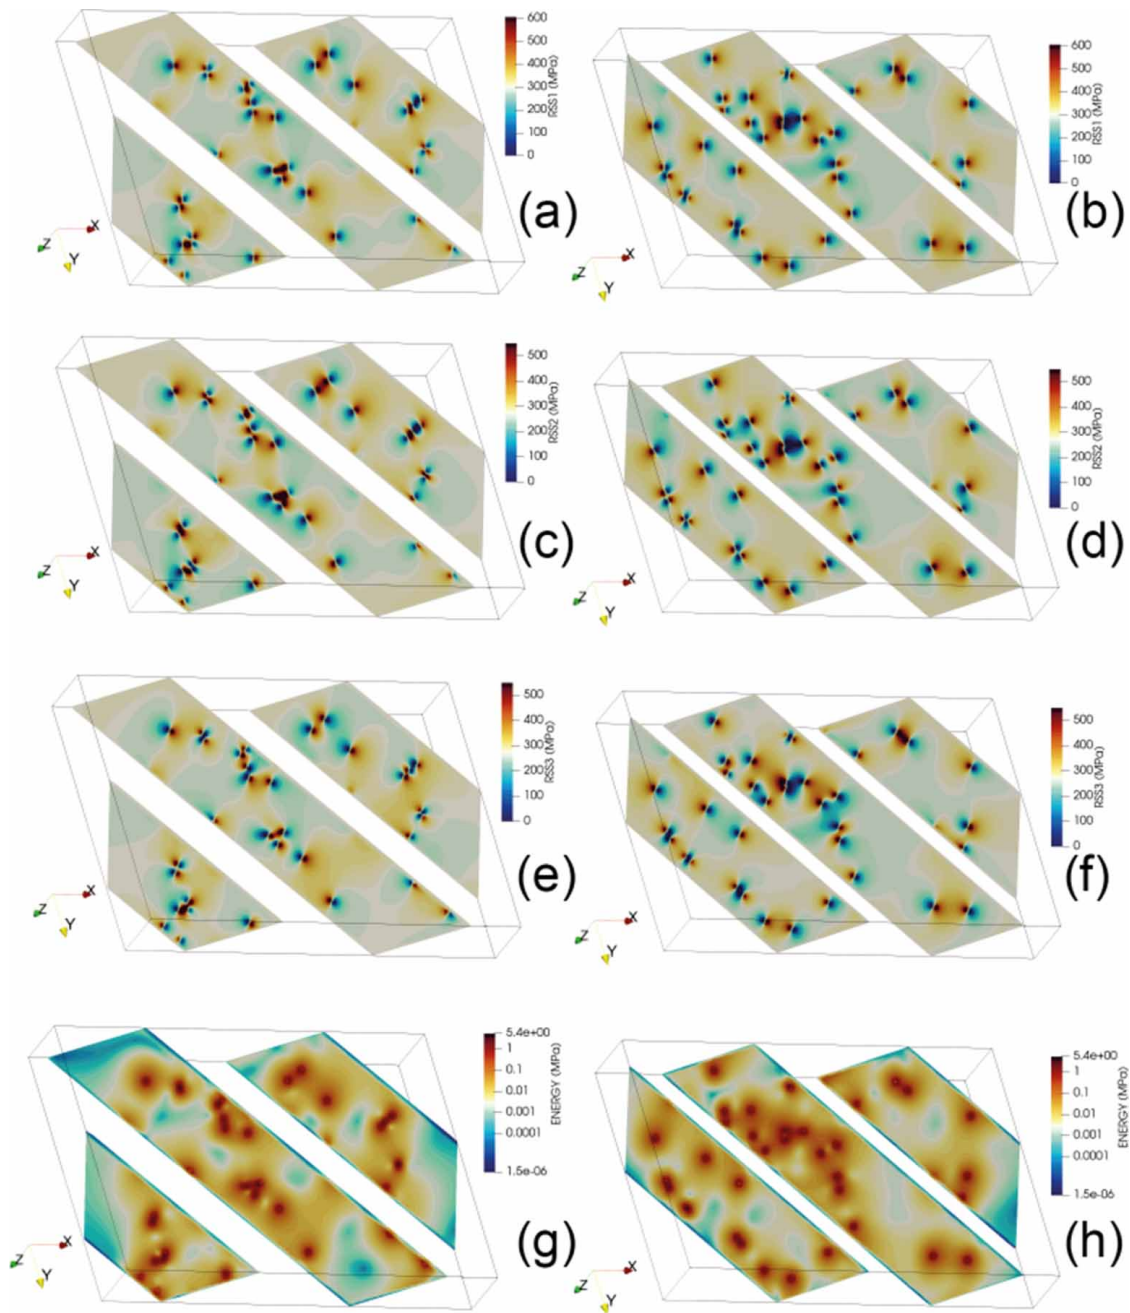 600
500
400
300
200
100
0
RSS1 (MPa)
X
Z
Y
(a)
600
500
400
300
200
100
0
RSS1 (MPa)
X
Z
Y
(b)
500
400
300
200
100
0
RSS2 (MPa)
X
Z
Y
(c)
500
400
300
200
100
0
RSS2 (MPa)
X
Z
Y
(d)
500
400
300
200
100
0
RSS3 (MPa)
X
Z
Y
(e)
500
400
300
200
100
0
RSS3 (MPa)
X
Z
Y
(f)
5.4e+00
1
0.1
0.01
0.001
0.0001
1.5e-06
ENERGY (MPa)
X
Z
Y
(g)
5.4e+00
1
0.1
0.01
0.001
0.0001
1.5e-06
ENERGY (MPa)
X
Z
Y
(h)